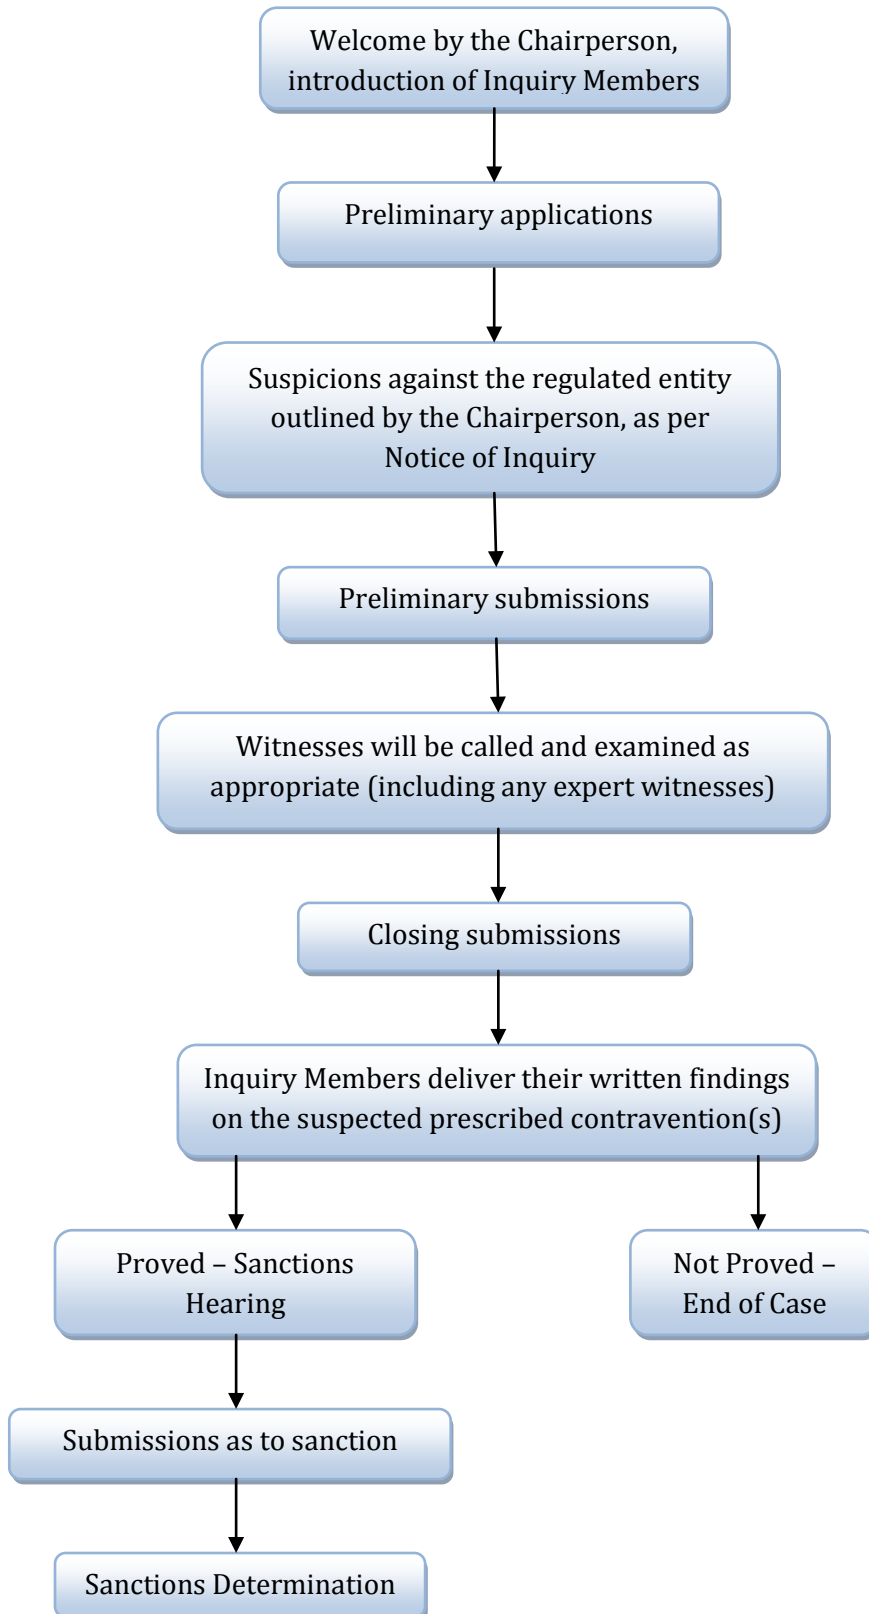 Welcome by the Chairperson,
introduction of Inquiry Members
Preliminary applications
Suspicions against the regulated entity
outlined by the Chairperson, as per
Notice of Inquiry
Preliminary submissions
Witnesses will be called and examined as
appropriate (including any expert witnesses)
Closing submissions
Inquiry Members deliver their written findings
on the suspected prescribed contravention(s)
Proved – Sanctions
Hearing
Not Proved –
End of Case
Submissions as to sanction
Sanctions Determination